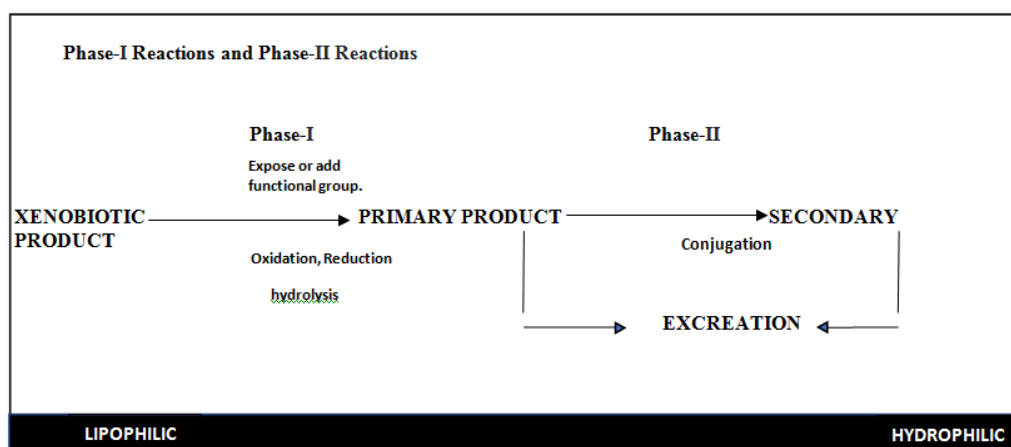 Phase-I Reactions and Phase-II Reactions
Phase-I
Phase-II
Expose or add
functional group.
XENOBIOTIC
PRODUCT
PRIMARY PRODUCT
SECONDARY
Oxidation, Reduction
hydrolysis
Conjugation
EXCREATION
LIPOPHILIC
HYDROPHILIC